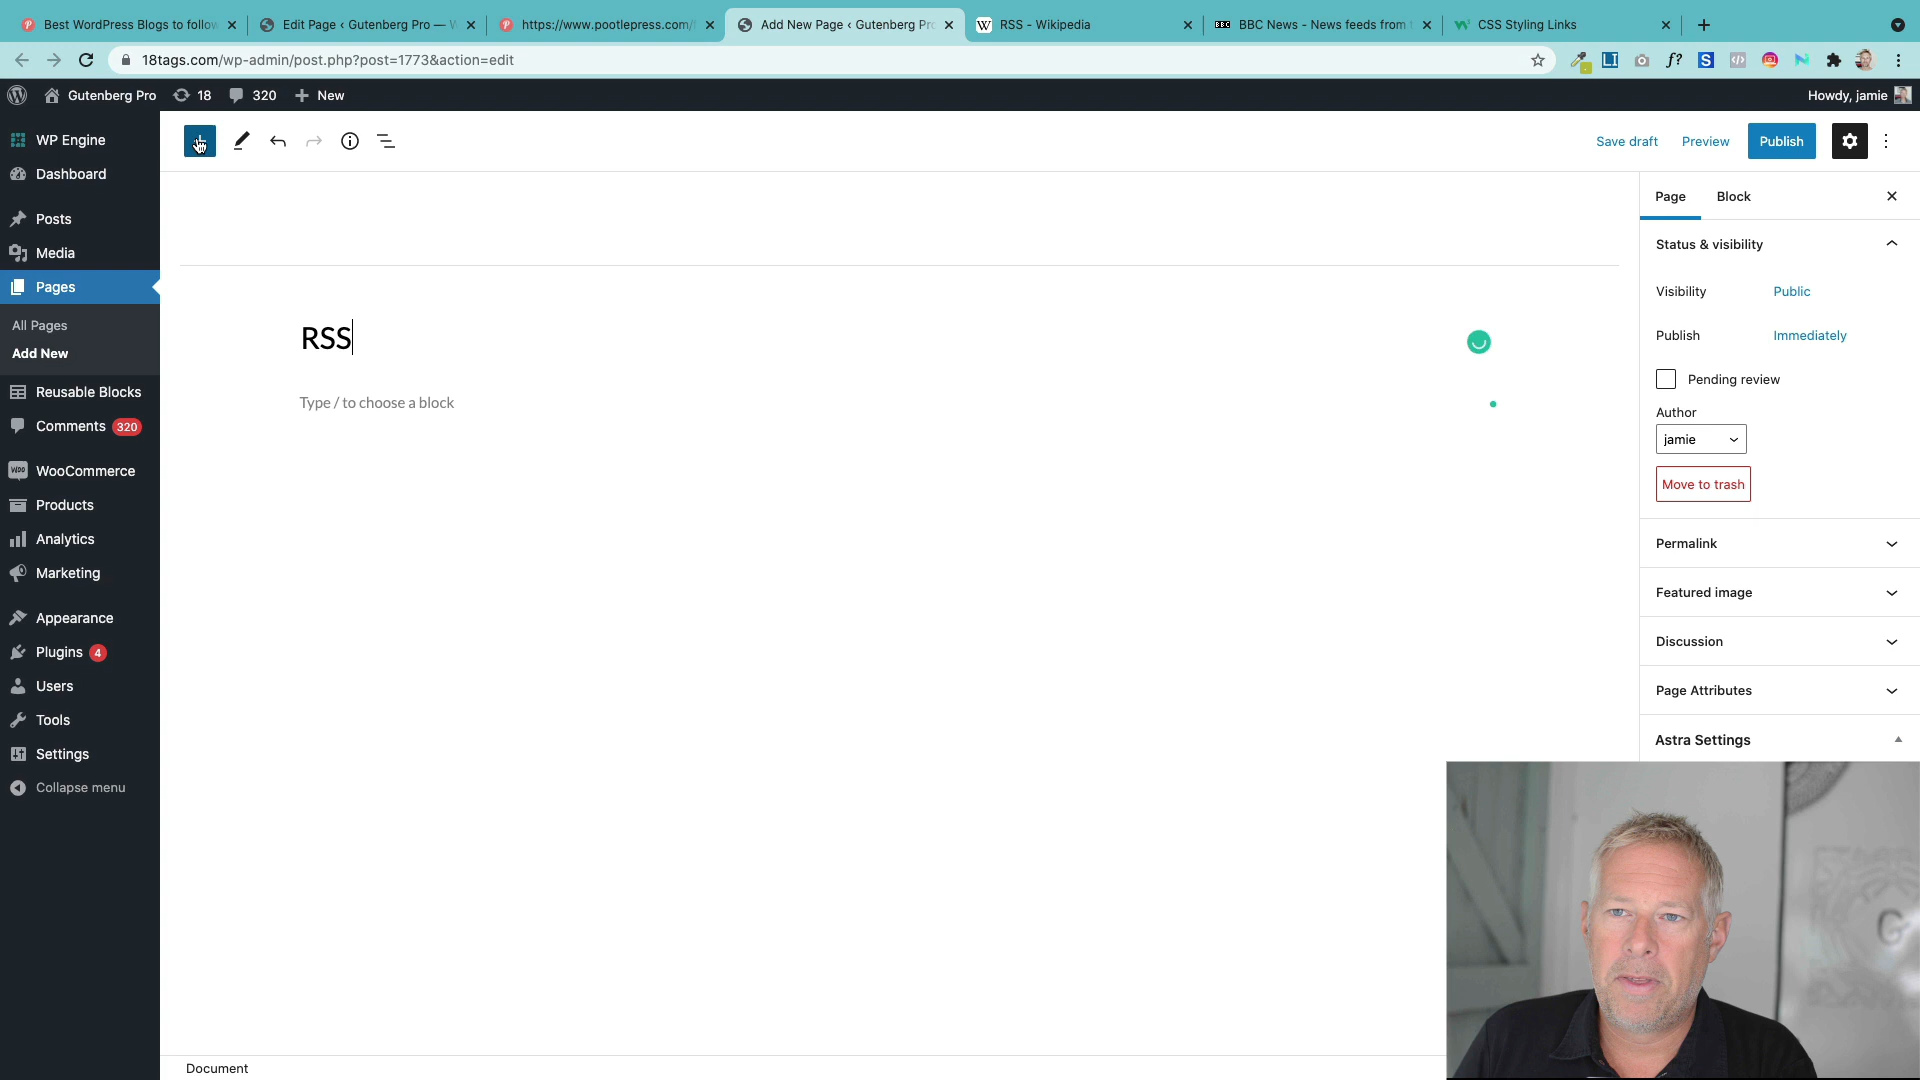 Best WordPress Blogs to follow
Edit Page ‹ Gutenberg Pro — W
https://www.pootlepress.com/
Add New Page ‹ Gutenberg Pro
RSS - Wikipedia
BBC News - News feeds from
CSS Styling Links
18tags.com/wp-admin/post.php?post=1773&action=edit
Gutenberg Pro
18
320
New
Howdy, jamie
WP Engine
Dashboard
Posts
Media
Pages
All Pages
Add New
Reusable Blocks
Comments 320
WooCommerce
Products
Analytics
Marketing
Appearance
Plugins 4
Users
Tools
Settings
Collapse menu
Save draft
Preview
Publish
RSS
Type / to choose a block
Page
Block
Status & visibility
Visibility
Public
Publish
Immediately
Pending review
Author
jamie
Move to trash
Permalink
Featured image
Discussion
Page Attributes
Astra Settings
Document